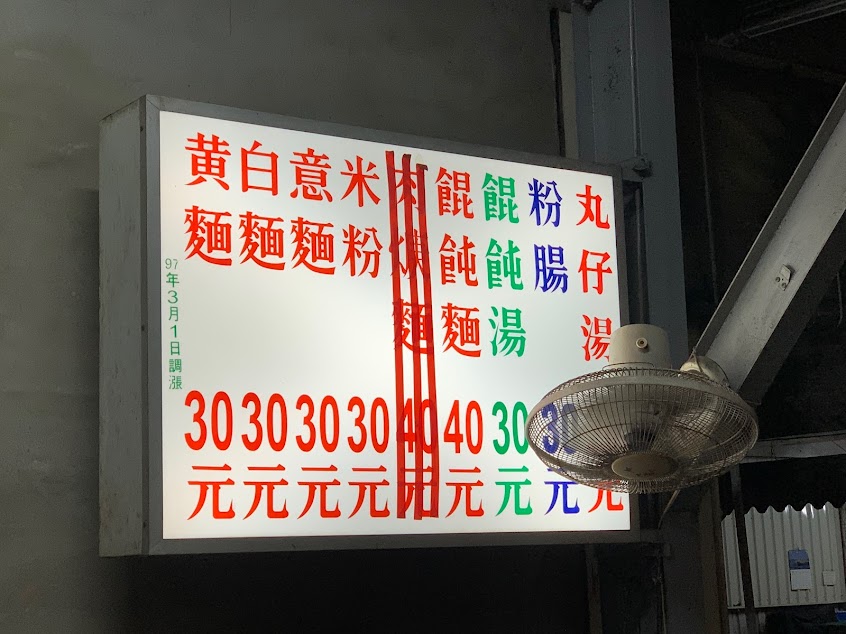 97年3月1日調漲
黃麵30元
白麵30元
意麵30元
米粉30元
麵40元
餛飩麵40元
餛飩湯30元
粉腸30元
丸仔湯元